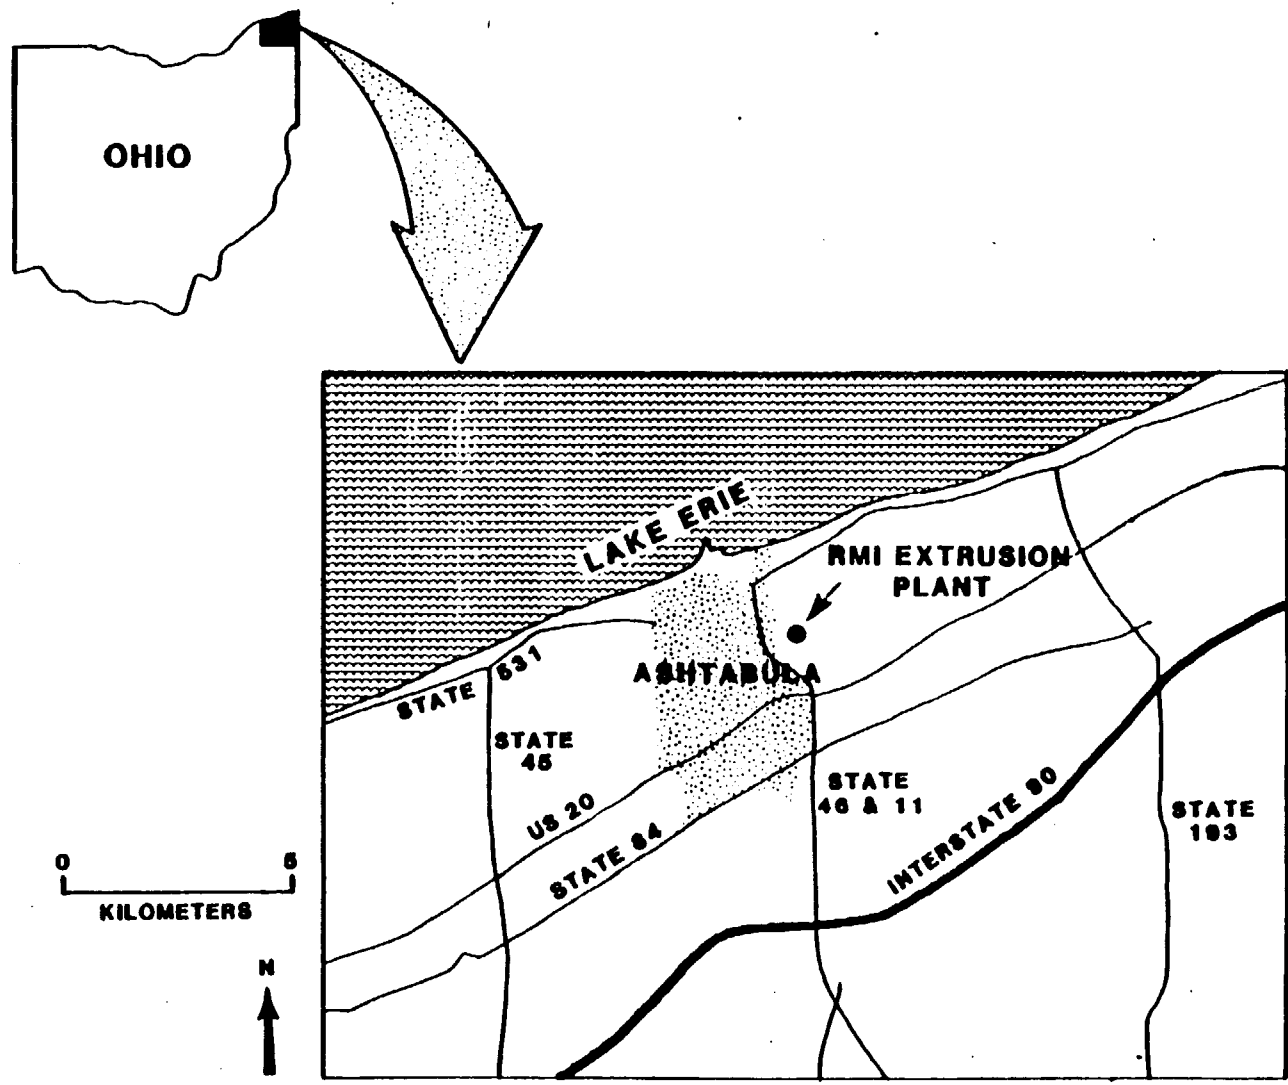 OHIO
LAKE ERIE
RMI EXTRUSION
PLANT
ASHTABULA
STATE 531
STATE
45
US 20
STATE 84
STATE
46 & 11
INTERSTATE 90
STATE
193
0 5
KILOMETERS
N